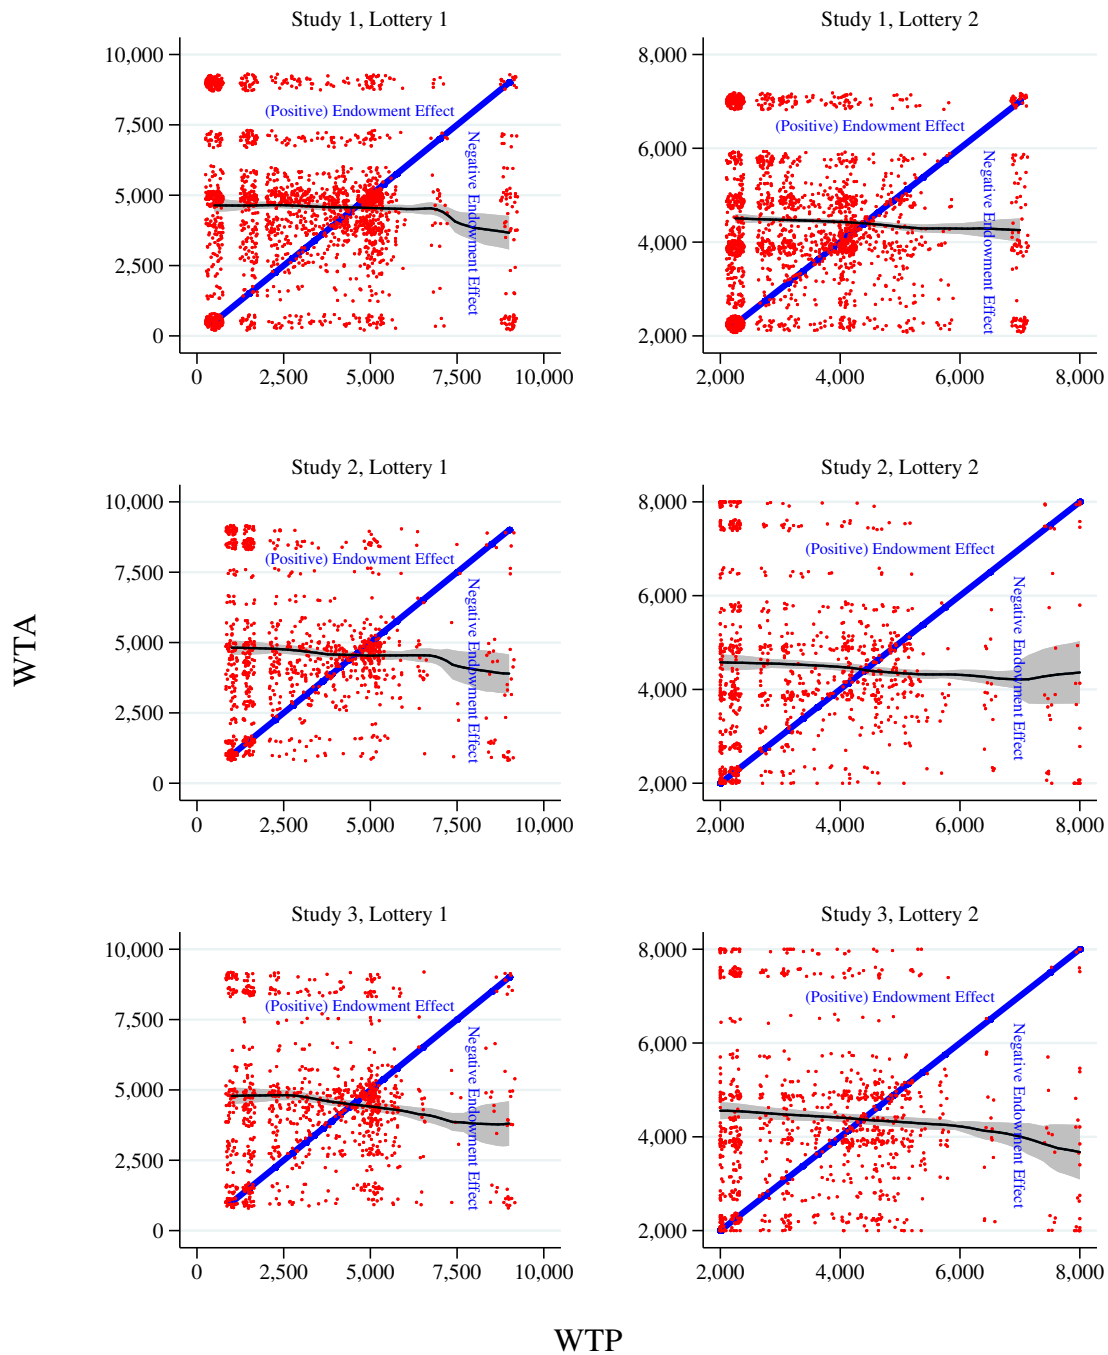 Study 1, Lottery 1
10,000
7,500
5,000
2,500
0
(Positive) Endowment Effect
Negative Endowment Effect
0
2,500
5,000
7,500
10,000
Study 1, Lottery 2
8,000
6,000
4,000
2,000
(Positive) Endowment Effect
Negative Endowment Effect
2,000
4,000
6,000
8,000
WTA
Study 2, Lottery 1
10,000
7,500
5,000
2,500
0
(Positive) Endowment Effect
Negative Endowment Effect
0
2,500
5,000
7,500
10,000
Study 2, Lottery 2
8,000
6,000
4,000
2,000
(Positive) Endowment Effect
Negative Endowment Effect
2,000
4,000
6,000
8,000
Study 3, Lottery 1
10,000
7,500
5,000
2,500
0
(Positive) Endowment Effect
Negative Endowment Effect
0
2,500
5,000
7,500
10,000
Study 3, Lottery 2
8,000
6,000
4,000
2,000
(Positive) Endowment Effect
Negative Endowment Effect
2,000
4,000
6,000
8,000
WTP